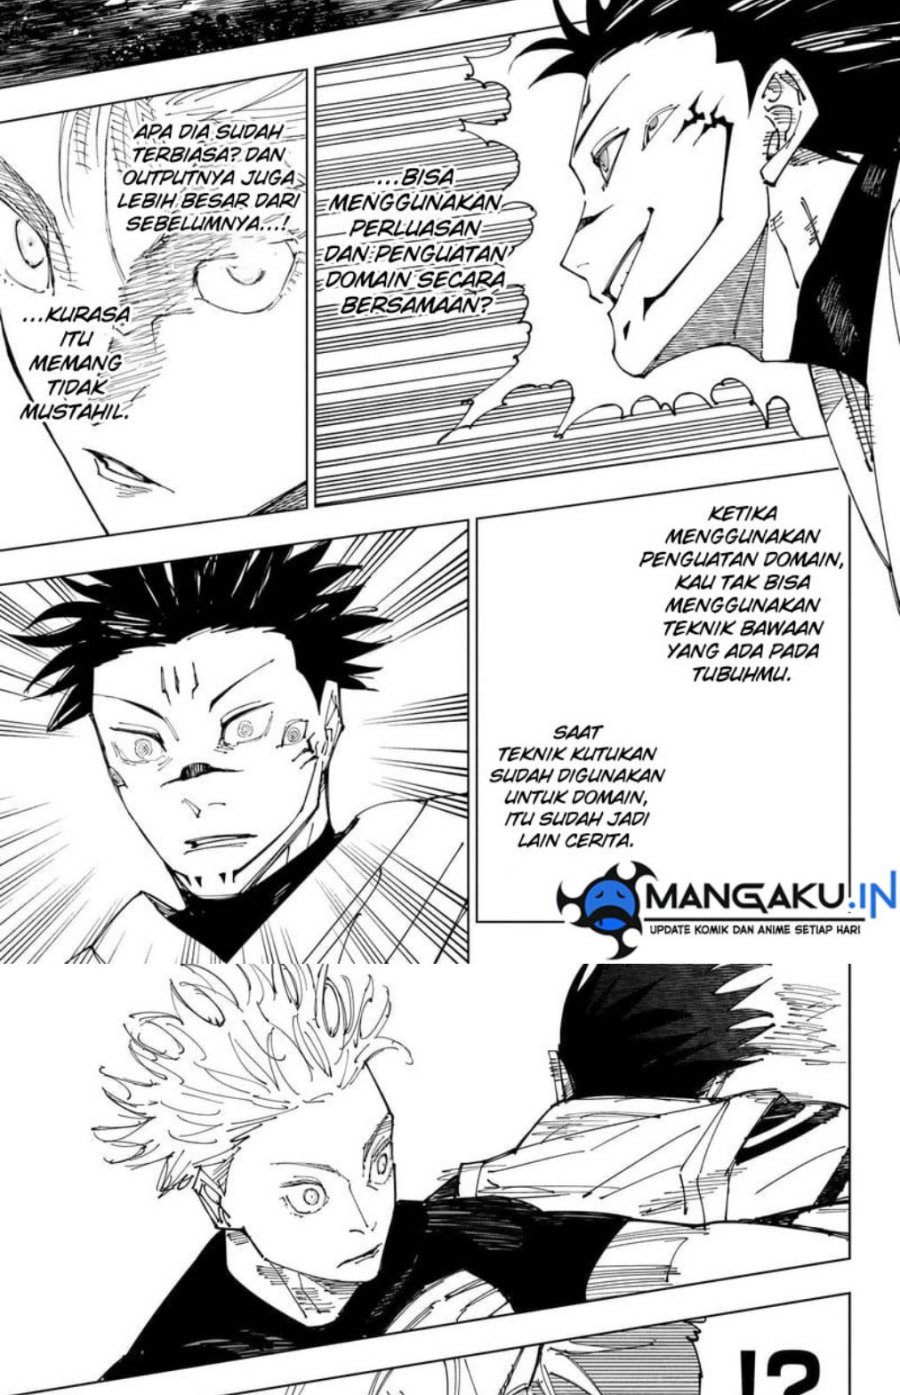 ...BISA
MENGGUNAKAN
PERLUASAN
DAN PENGUATAN
DOMAIN SECARA
BERSAMAAN?
APA DIA SUDAH
TERBIASA? DAN
OUTPUTNYA JUGA
LEBIH BESAR DARI
SEBELUMNYA...!
...KURASA
ITU
MEMANG
TIDAK
MUSTAHIL.
KETIKA
MENGGUNAKAN
PENGUATAN DOMAIN,
KAU TAK BISA
MENGGUNAKAN
TEKNIK BAWAAN
YANG ADA PADA
TUBUHMU.
SAAT
TEKNIK KUTUKAN
SUDAH DIGUNAKAN
UNTUK DOMAIN,
ITU SUDAH JADI
LAIN CERITA.
MANGAKU.IN
UPDATE KOMIK DAN ANIME SETIAP HARI
!?